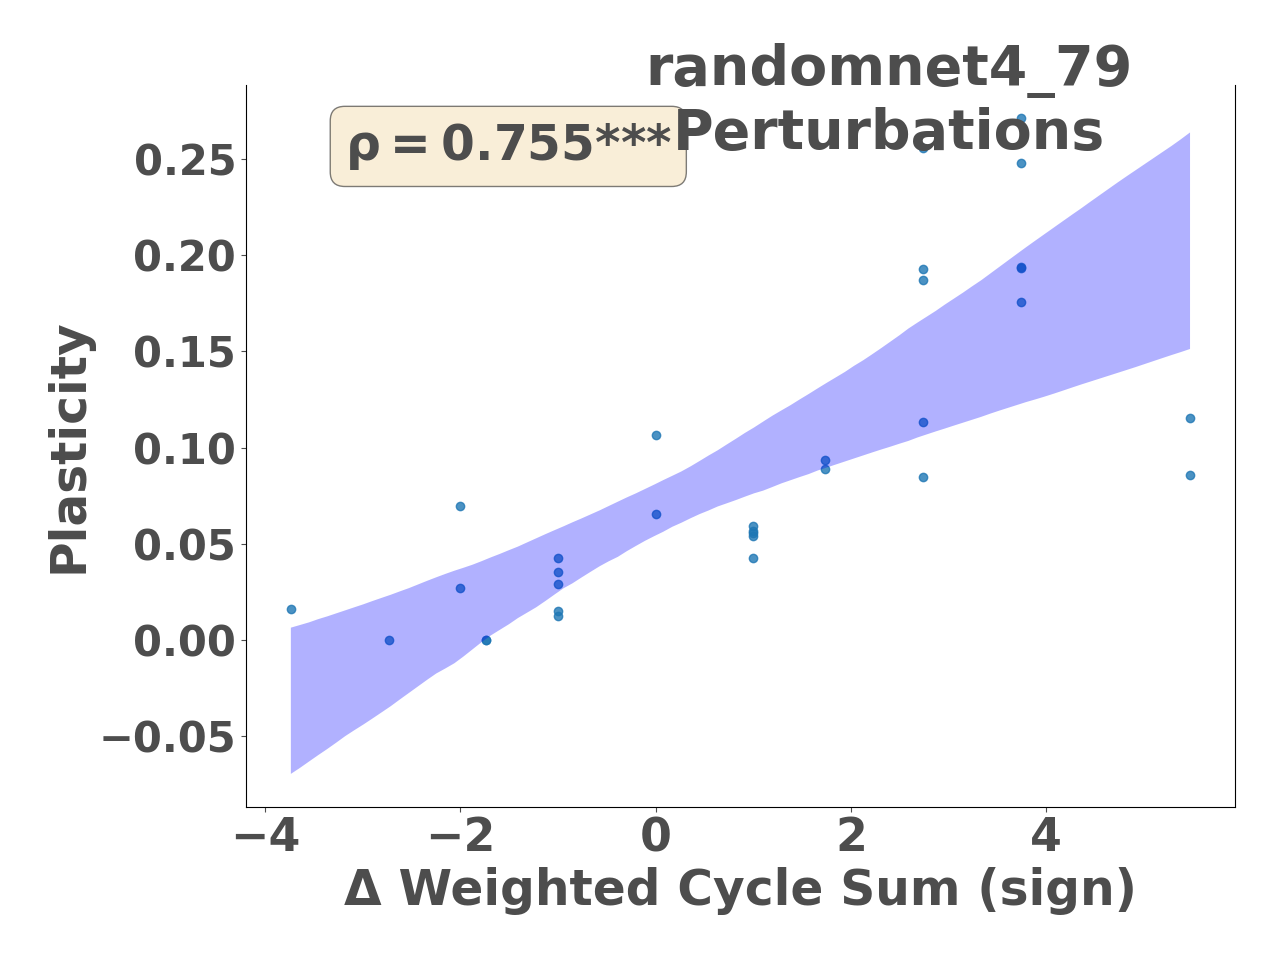 randomnet4_79
Perturbations
ρ = 0.755***
0.25
0.20
0.15
0.10
0.05
0.00
−0.05
Plasticity
−4
−2
0
2
4
Δ Weighted Cycle Sum (sign)